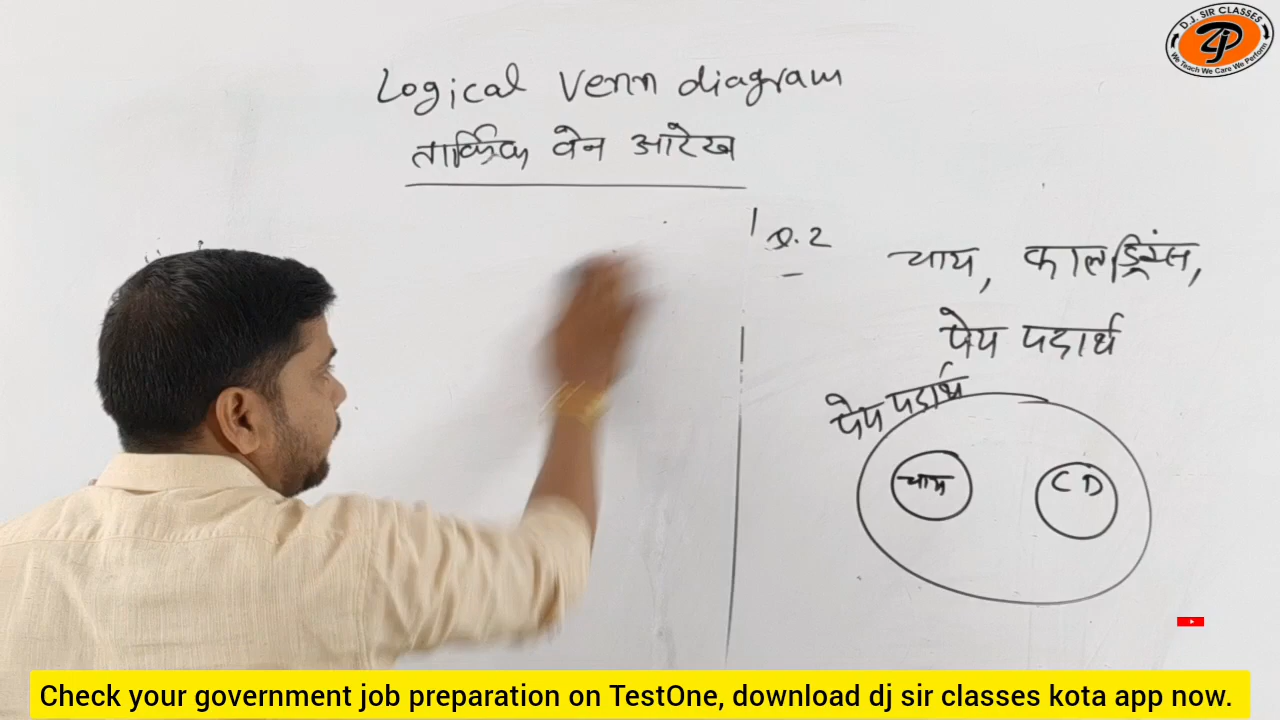 D.J. SIR CLASSES
We Teach We Care We Perform
Logical Venn diagram
तार्किक वेन आरेख
Q.2
चाय, कालड्रिंस,
पेय पदार्थ
पेय पदार्थ
चाय
CD
Check your government job preparation on TestOne, download dj sir classes kota app now.